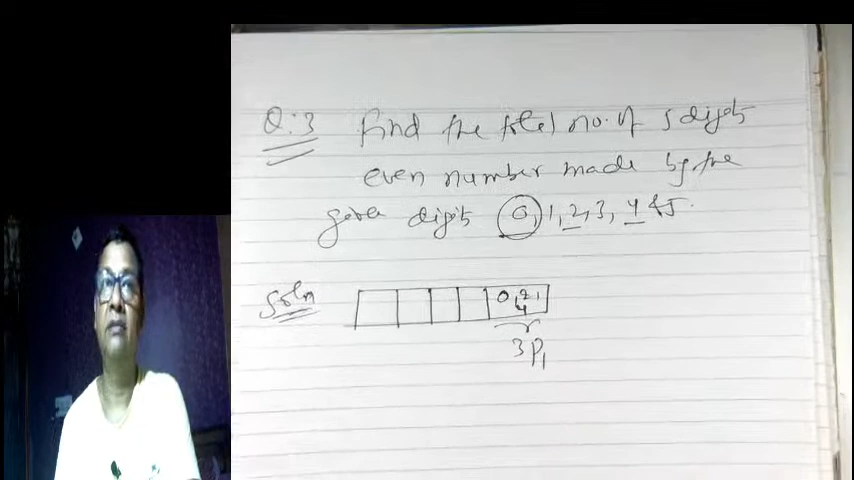 Q:3 Find the total no. of 5 digits
even number made by the
given digits 0, 1, 2, 3, 4 & 5.
Soln 0, 2,
4
3P1